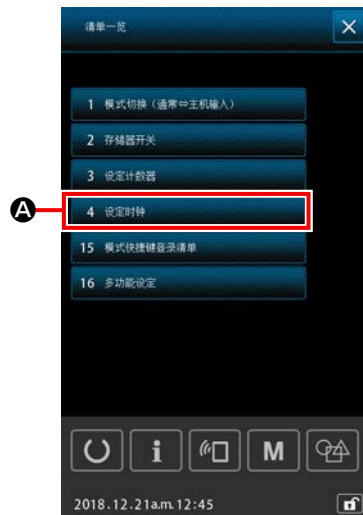 清单一览
1 模式切换（通常⇔主机输入）
2 存储器开关
3 设定计数器
A
4 设定时钟
15 模式快捷键登录清单
16 多功能设定
i
M
2018.12.21a.m.12:45